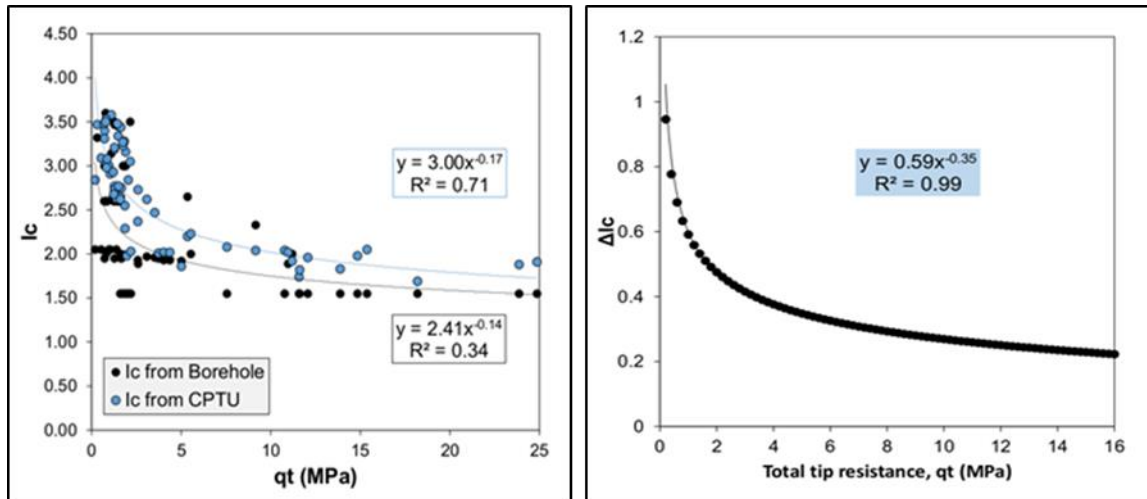 4.50
4.00
3.50
3.00
2.50
2.00
1.50
1.00
0.50
0.00
Ic
y = 3.00x^-0.17
R² = 0.71
y = 2.41x^-0.14
R² = 0.34
Ic from Borehole
Ic from CPTU
0 5 10 15 20 25
qt (MPa)
1.2
1
0.8
0.6
0.4
0.2
0
ΔIc
y = 0.59x^-0.35
R² = 0.99
0 2 4 6 8 10 12 14 16
Total tip resistance, qt (MPa)